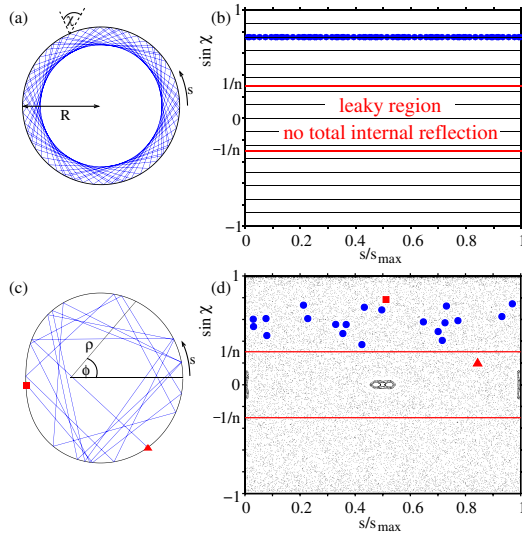 (a)
χ
s
R
(b)
1
sin χ
1/n
leaky region
0
no total internal reflection
-1/n
-1
0 0.2 0.4 0.6 0.8 1
s/smax
(c)
ρ
ϕ
s
(d)
1
sin χ
1/n
0
-1/n
-1
0 0.2 0.4 0.6 0.8 1
s/smax